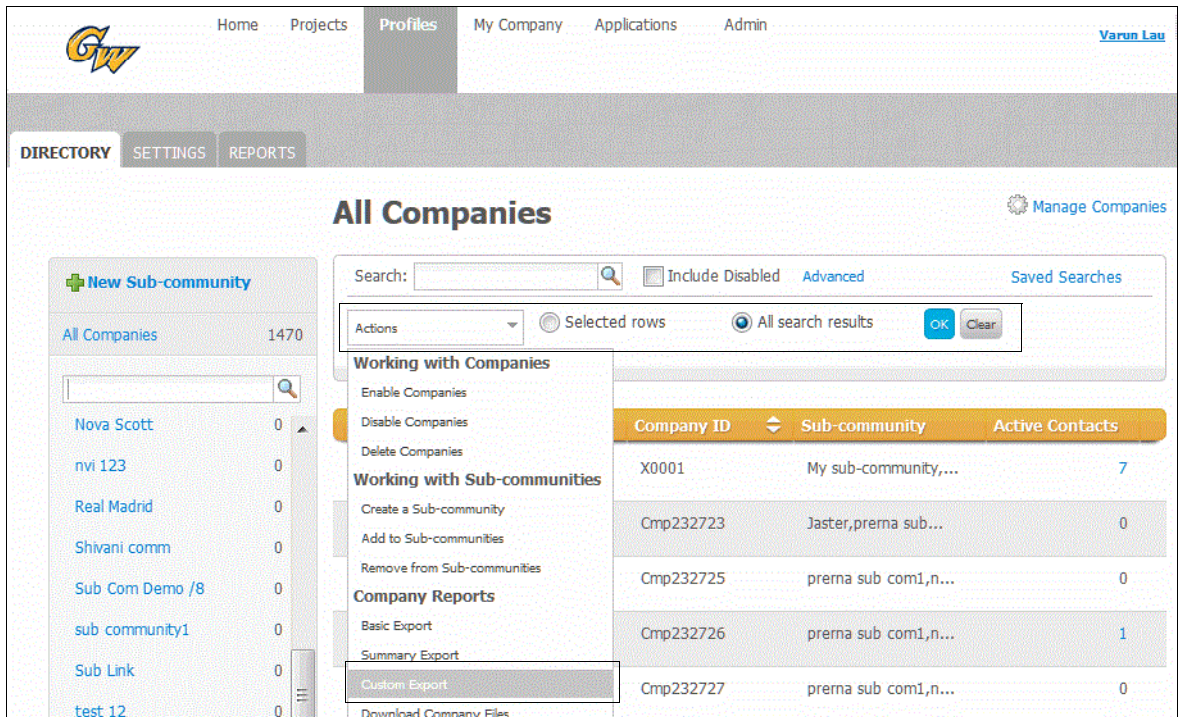 GW
Home Projects Profiles My Company Applications Admin
Varun Lau
DIRECTORY SETTINGS REPORTS
All Companies
Manage Companies
New Sub-community
All Companies 1470
Nova Scott 0
nvi 123 0
Real Madrid 0
Shivani comm 0
Sub Com Demo /8 0
sub community1 0
Sub Link 0
test 12 0
Search: Include Disabled Advanced Saved Searches
Actions Selected rows All search results OK Clear
Working with Companies
Enable Companies
Disable Companies
Delete Companies
Working with Sub-communities
Create a Sub-community
Add to Sub-communities
Remove from Sub-communities
Company Reports
Basic Export
Summary Export
Custom Export
Download Company Files
Company ID Sub-community Active Contacts
X0001 My sub-community,... 7
Cmp232723 Jaster,prerna sub... 0
Cmp232725 prerna sub com1,n... 0
Cmp232726 prerna sub com1,n... 1
Cmp232727 prerna sub com1,n... 0